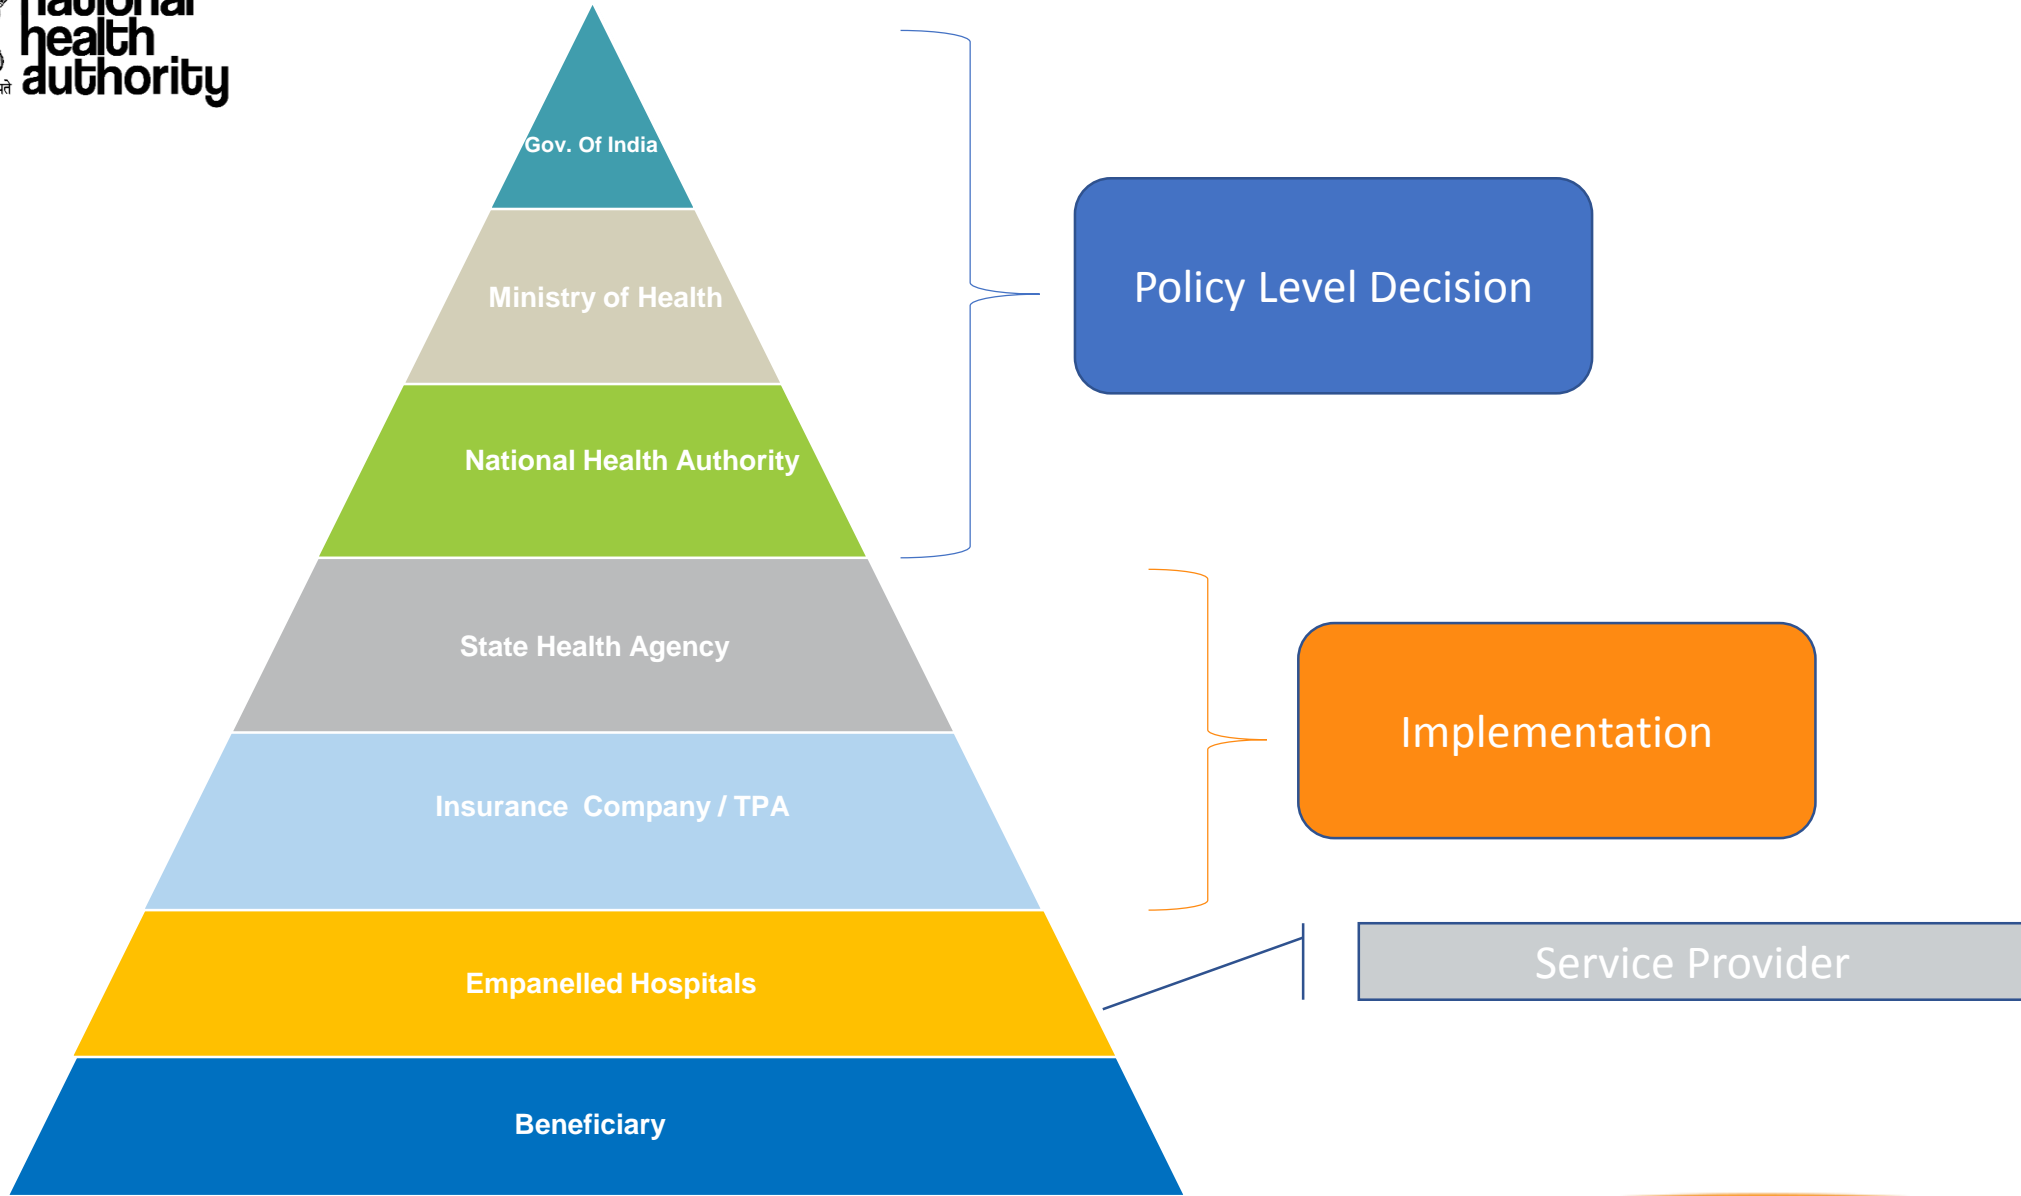 national
health
authority
Gov. Of India
Ministry of Health
National Health Authority
State Health Agency
Insurance Company / TPA
Empanelled Hospitals
Beneficiary
Policy Level Decision
Implementation
Service Provider